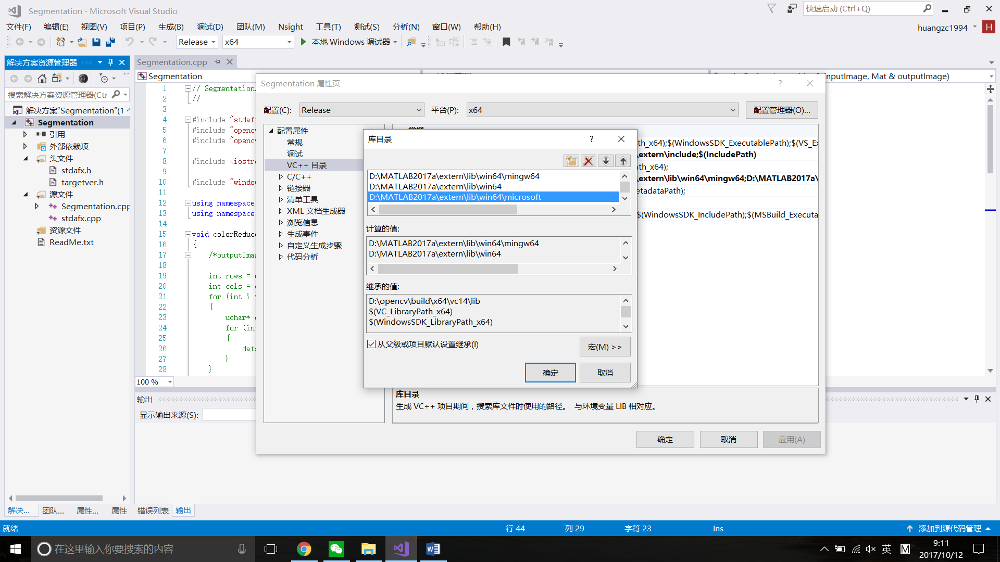 Segmentation - Microsoft Visual Studio
快速启动 (Ctrl+Q)
文件(F) 编辑(E) 视图(V) 项目(P) 生成(B) 调试(D) 团队(M) Nsight 工具(T) 测试(S) 分析(N) 窗口(W) 帮助(H)
huangzc1994
H
Release
x64
本地 Windows 调试器
解决方案资源管理器
搜索解决方案资源管理器(Ctr
解决方案"Segmentation"(1
Segmentation
引用
外部依赖项
头文件
stdafx.h
targetver.h
源文件
Segmentation.cpp
stdafx.cpp
资源文件
ReadMe.txt
Segmentation.cpp
Segmentation
inputImage, Mat & outputImage)
1 // Segmentation.
2 //
3
4 #include "stdafx
5 #include "opencv
6 #include "opencv
7
8 #include <iostre
9
10 #include "window
11
12 using namespace
13 using namespace
14
15 void colorReduce
16 {
17 /*outputImag
18
19 int rows =
20 int cols =
21 for (int i
22 {
23 uchar*
24 for (int
25 {
26 data
27 }
28 }
100 %
Segmentation 属性页
配置(C):
Release
平台(P):
x64
配置管理器(O)...
配置属性
常规
调试
VC++ 目录
C/C++
链接器
清单工具
XML 文档生成器
浏览信息
生成事件
自定义生成步骤
代码分析
常规
th_x64);$(WindowsSDK_ExecutablePath);$(VS_Ex
extern\include;$(IncludePath)
th_x64);
extern\lib\win64\mingw64;D:\MATLAB2017a\
etadataPath);
$(WindowsSDK_IncludePath);$(MSBuild_Executa
库目录
D:\MATLAB2017a\extern\lib\win64\mingw64
D:\MATLAB2017a\extern\lib\win64
D:\MATLAB2017a\extern\lib\win64\microsoft
计算的值:
D:\MATLAB2017a\extern\lib\win64\mingw64
D:\MATLAB2017a\extern\lib\win64
继承的值:
D:\opencv\build\x64\vc14\lib
$(VC_LibraryPath_x64)
$(WindowsSDK_LibraryPath_x64)
从父级或项目默认设置继承(I)
宏(M) >>
确定
取消
库目录
生成 VC++ 项目期间，搜索库文件时使用的路径。 与环境变量 LIB 相对应。
确定
取消
应用(A)
输出
显示输出来源(S):
解决... 团队... 属性... 属性
错误列表 输出
就绪
行 44
列 29
字符 23
Ins
添加到源代码管理
在这里输入你要搜索的内容
英
M
9:11
2017/10/12